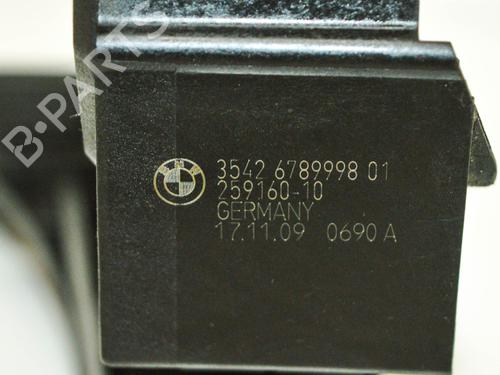 B·PARTS
3542 6789998 01
259160-10
GERMANY
17.11.09 0690 A